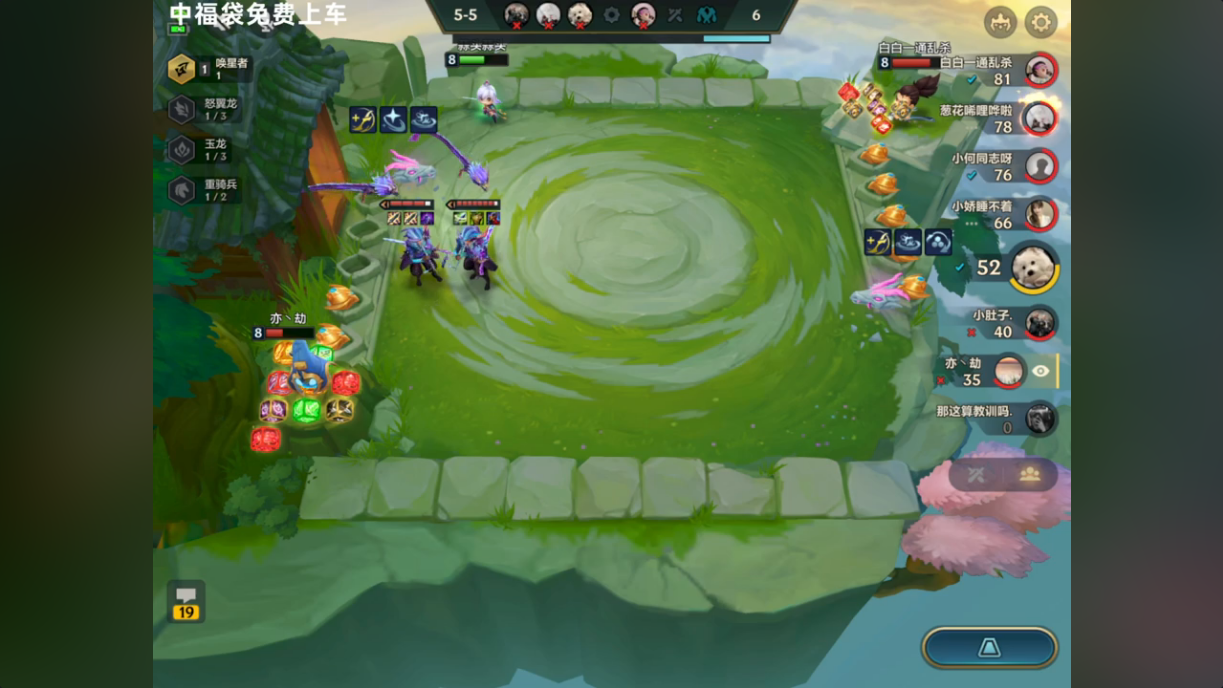 中福袋免费上车
5-5
6
唤星者
1
1
怒翼龙
1/3
玉龙
1/3
重骑兵
1/2
8
白白一通乱杀
8
白白一通乱杀
81
葱花唏哩哗啦
78
小何同志呀
76
小娇睡不着
66
52
小肚子.
40
亦丶劫
35
那这算教训吗.
0
亦丶劫
8
19